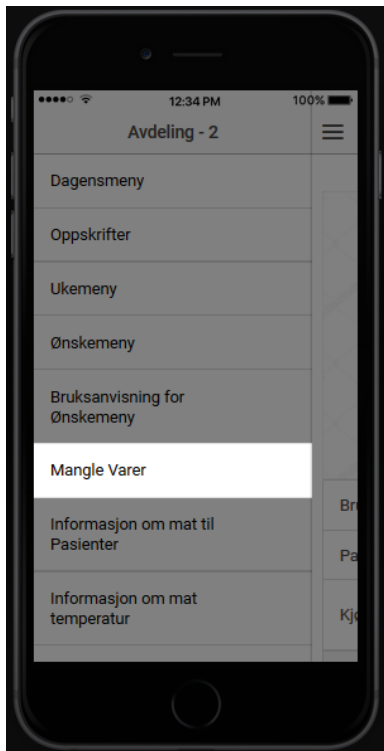 12:34 PM
100%
Avdeling - 2
Dagensmeny
Oppskrifter
Ukemeny
Ønskemeny
Bruksanvisning for
Ønskemeny
Mangle Varer
Informasjon om mat til
Pasienter
Informasjon om mat
temperatur